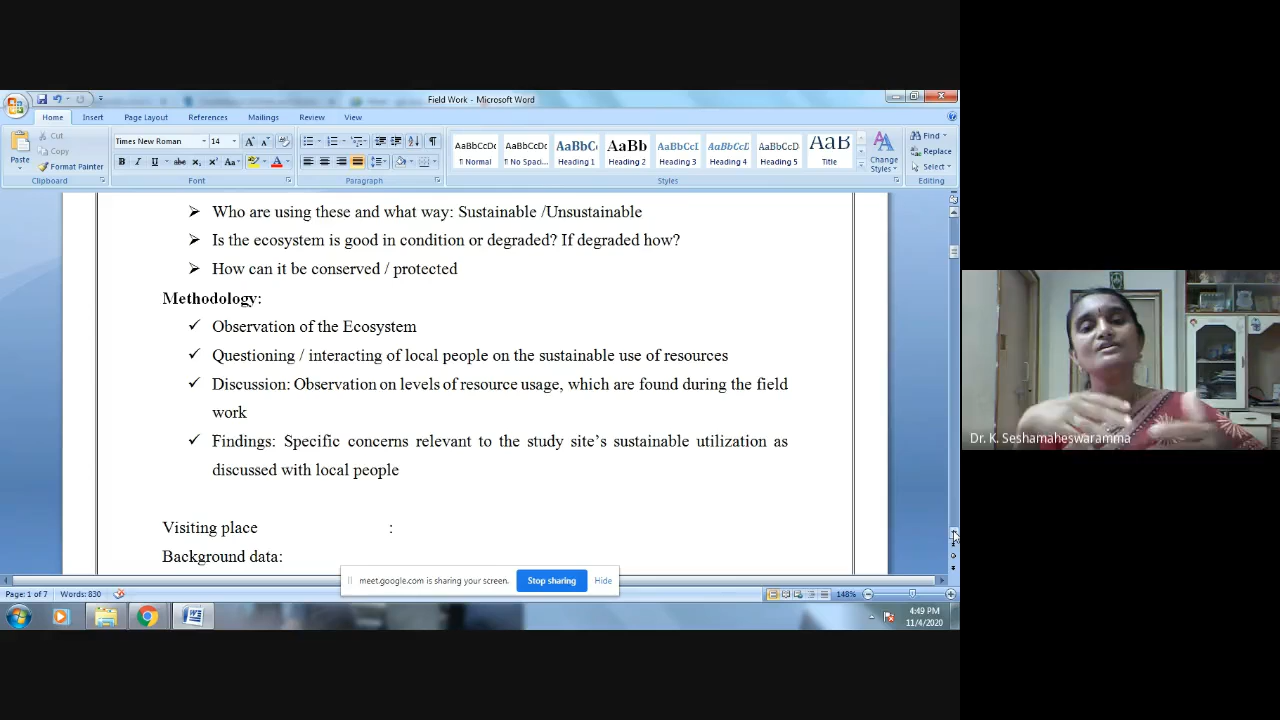 Field Work - Microsoft Word
Home Insert Page Layout References Mailings Review View
Paste
Cut
Copy
Format Painter
Clipboard
Times New Roman 14
Font
Paragraph
AaBbCcDc AaBbCcDc AaBbC AaBb AaBbCc AaBbCc AaBbCcD AaB
¶ Normal ¶ No Spaci... Heading 1 Heading 2 Heading 3 Heading 4 Heading 5 Title
Change Styles
Styles
Find
Replace
Select
Editing
Who are using these and what way: Sustainable /Unsustainable
Is the ecosystem is good in condition or degraded? If degraded how?
How can it be conserved / protected
Methodology:
Observation of the Ecosystem
Questioning / interacting of local people on the sustainable use of resources
Discussion: Observation on levels of resource usage, which are found during the field
work
Findings: Specific concerns relevant to the study site's sustainable utilization as
discussed with local people
Visiting place :
Background data:
meet.google.com is sharing your screen. Stop sharing Hide
Page: 1 of 7 Words: 830 148%
4:49 PM
11/4/2020
Dr. K. Seshamaheswaramma